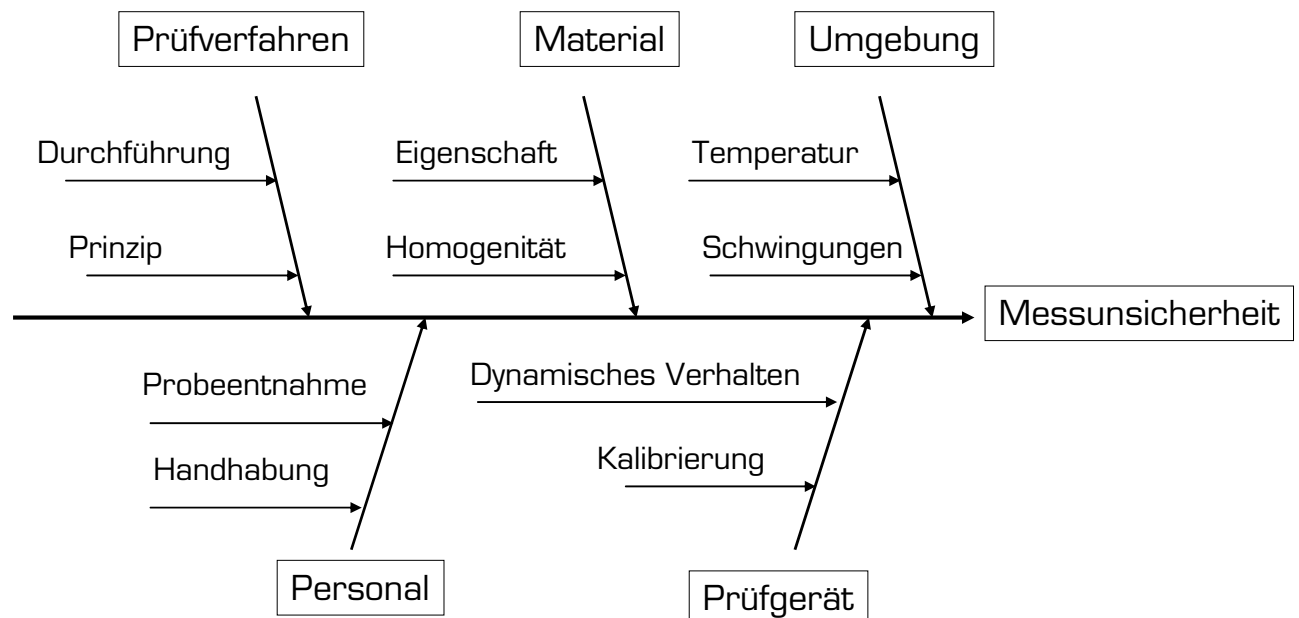 Prüfverfahren
Material
Umgebung
Durchführung
Eigenschaft
Temperatur
Prinzip
Homogenität
Schwingungen
Messunsicherheit
Probeentnahme
Dynamisches Verhalten
Handhabung
Kalibrierung
Personal
Prüfgerät